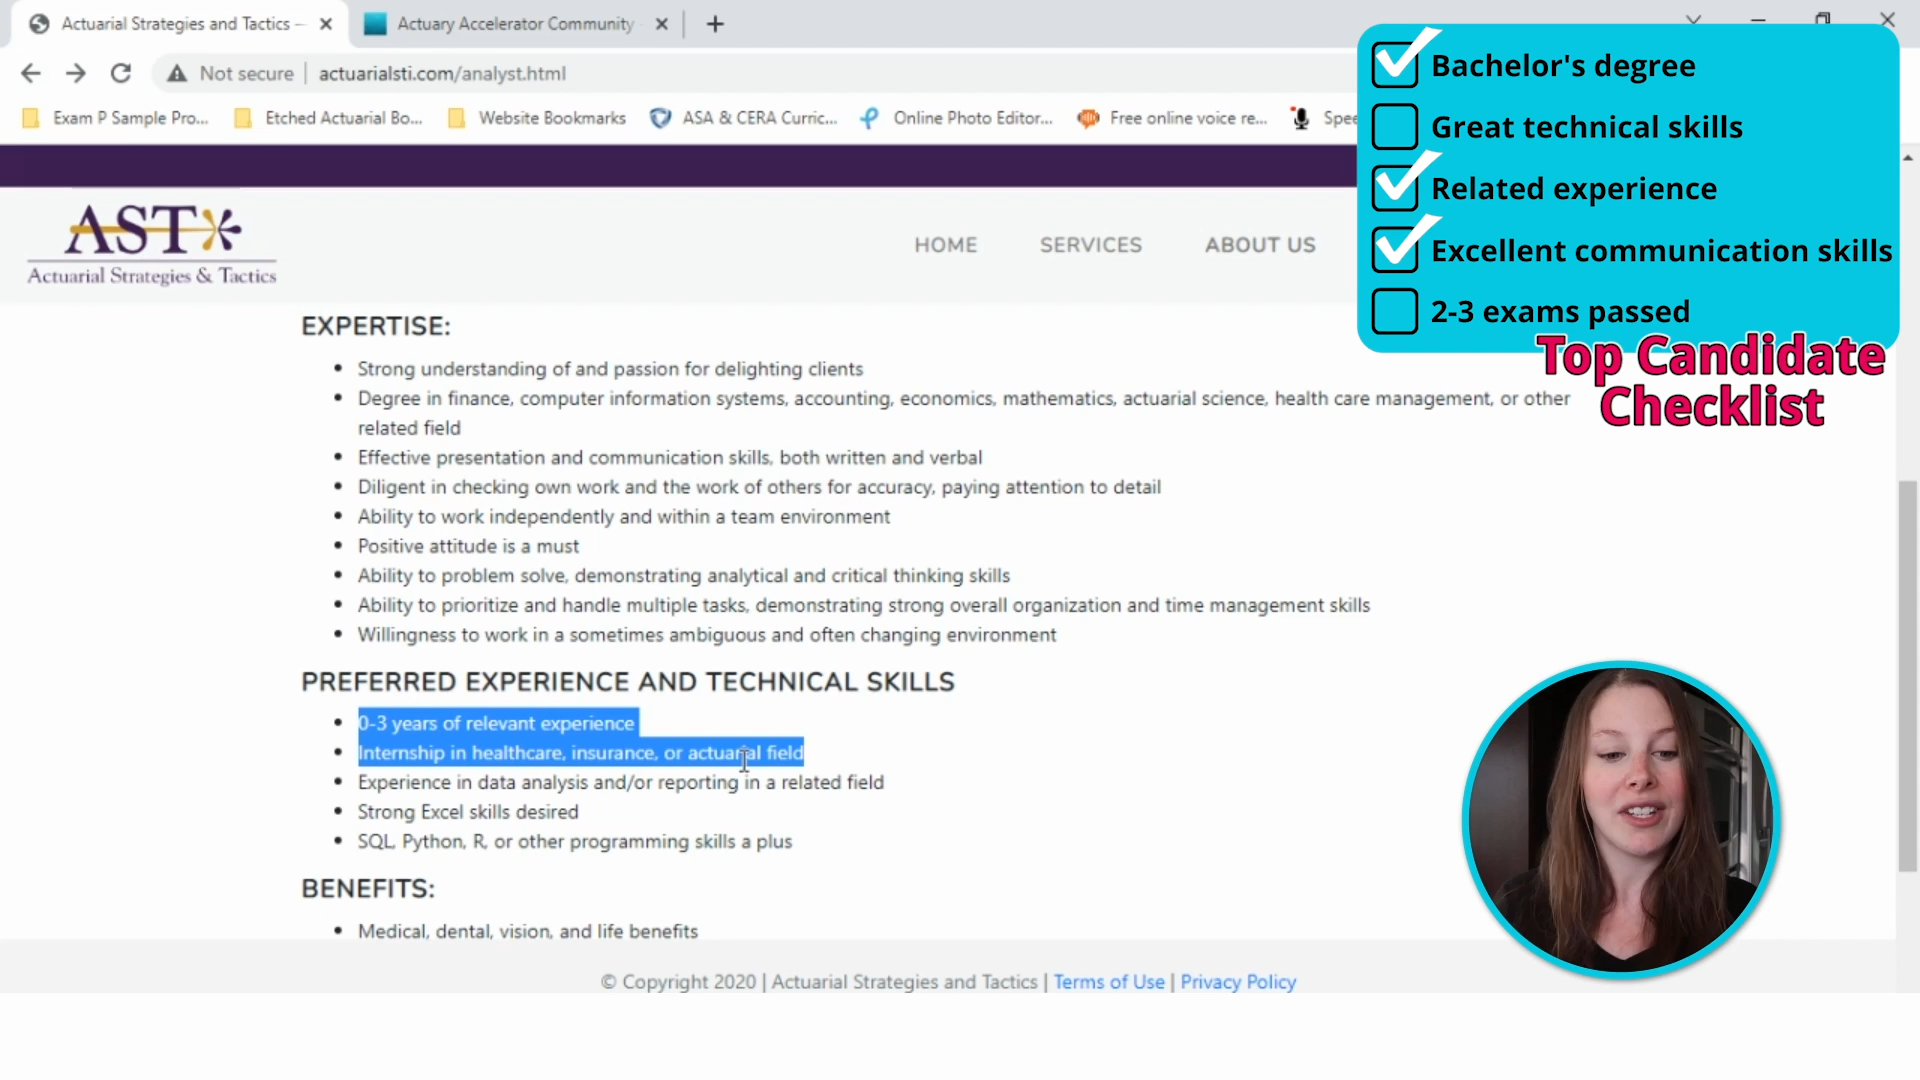 Actuarial Strategies and Tactics –
Actuary Accelerator Community
Not secure
actuarialsti.com/analyst.html
Exam P Sample Pro...
Etched Actuarial Bo...
Website Bookmarks
ASA & CERA Curric...
Online Photo Editor...
Free online voice re...
Spee
Bachelor's degree
Great technical skills
Related experience
Excellent communication skills
2-3 exams passed
Top Candidate
Checklist
AST
Actuarial Strategies & Tactics
HOME
SERVICES
ABOUT US
EXPERTISE:
• Strong understanding of and passion for delighting clients
• Degree in finance, computer information systems, accounting, economics, mathematics, actuarial science, health care management, or other
related field
• Effective presentation and communication skills, both written and verbal
• Diligent in checking own work and the work of others for accuracy, paying attention to detail
• Ability to work independently and within a team environment
• Positive attitude is a must
• Ability to problem solve, demonstrating analytical and critical thinking skills
• Ability to prioritize and handle multiple tasks, demonstrating strong overall organization and time management skills
• Willingness to work in a sometimes ambiguous and often changing environment
PREFERRED EXPERIENCE AND TECHNICAL SKILLS
• 0-3 years of relevant experience
• Internship in healthcare, insurance, or actuarial field
• Experience in data analysis and/or reporting in a related field
• Strong Excel skills desired
• SQL, Python, R, or other programming skills a plus
BENEFITS:
• Medical, dental, vision, and life benefits
© Copyright 2020 | Actuarial Strategies and Tactics | Terms of Use | Privacy Policy